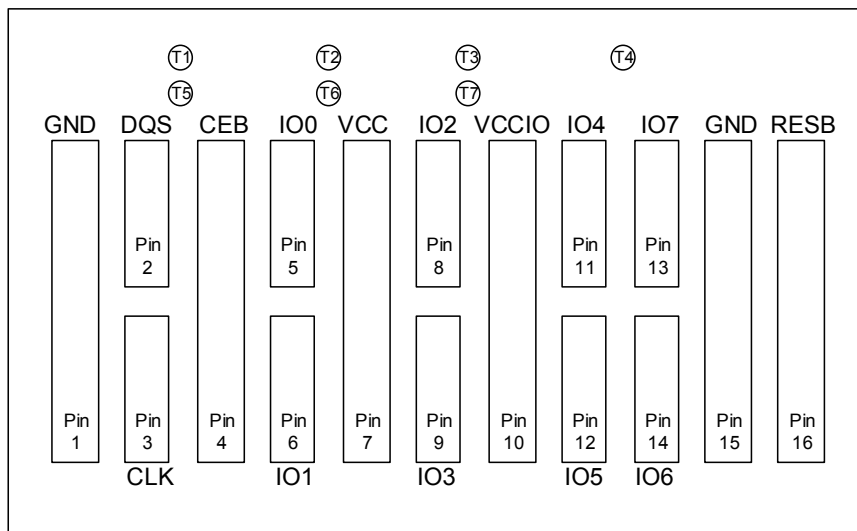 T1 T2 T3 T4
T5 T6 T7
GND DQS CEB IO0 VCC IO2 VCCIO IO4 IO7 GND RESB
Pin Pin Pin Pin Pin
2 5 8 11 13
Pin Pin Pin Pin Pin Pin Pin Pin Pin Pin Pin
1 3 4 6 7 9 10 12 14 15 16
CLK IO1 IO3 IO5 IO6